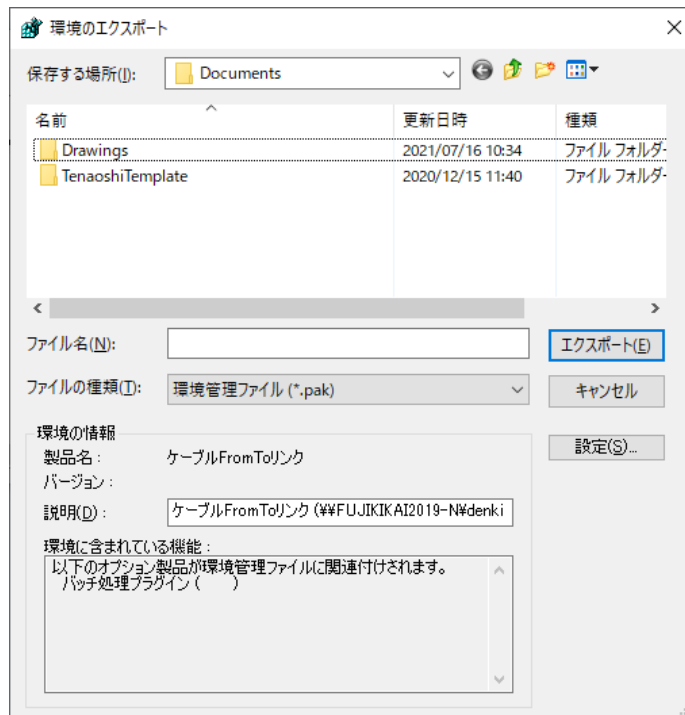 環境のエクスポート
保存する場所(I): Documents
名前 更新日時 種類
Drawings 2021/07/16 10:34 ファイル フォルダー
TenaoshiTemplate 2020/12/15 11:40 ファイル フォルダー
ファイル名(N): エクスポート(E)
ファイルの種類(T): 環境管理ファイル (*.pak) キャンセル
環境の情報
設定(S)...
製品名 : ケーブルFromToリンク
バージョン :
説明(D) : ケーブルFromToリンク (¥¥FUJIKIKAI2019-N¥denki
環境に含まれている機能 :
以下のオプション製品が環境管理ファイルに関連付けされます。
バッチ処理プラグイン ( )